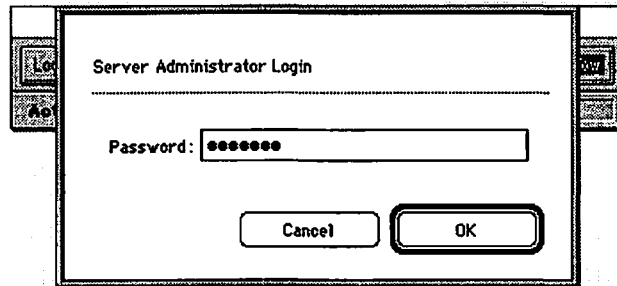 Server Administrator Login
Password: ●●●●●●●
Cancel
OK